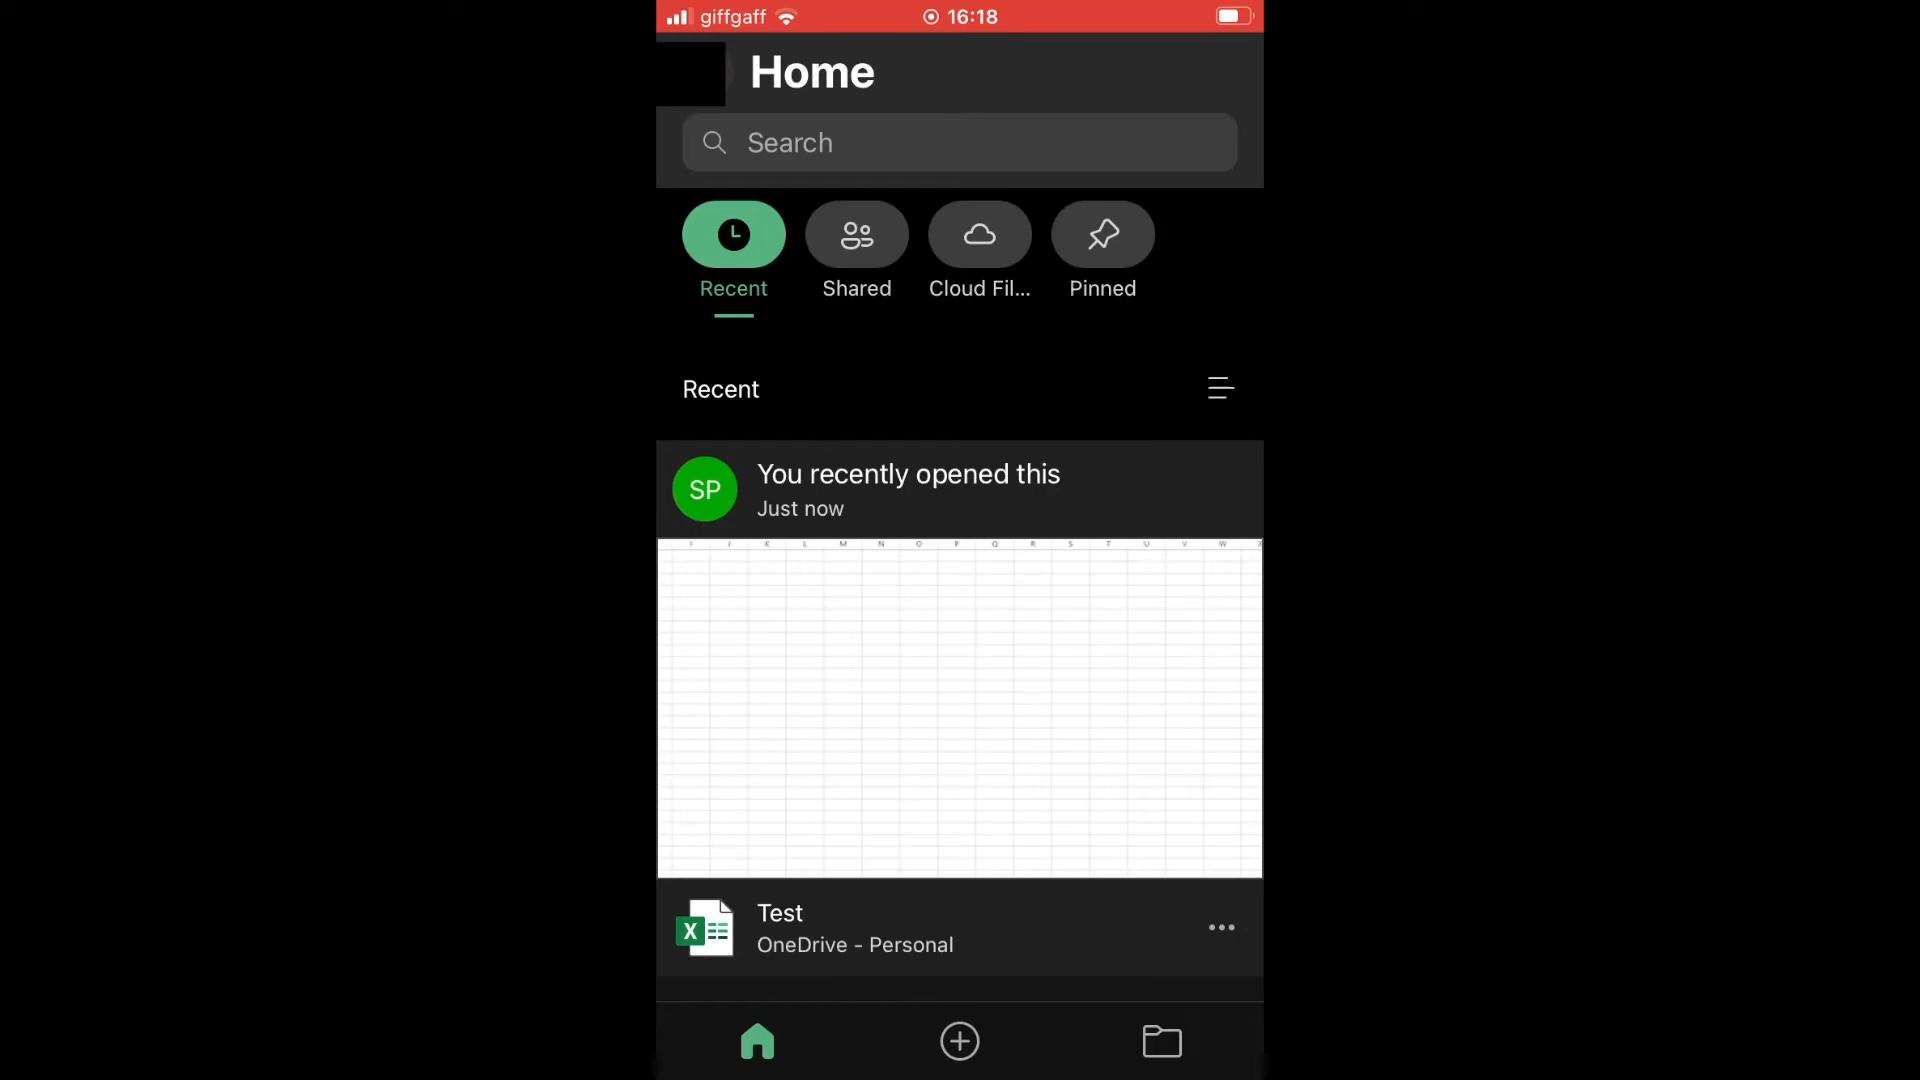 giffgaff
16:18
Home
Search
Recent
Shared
Cloud Fil...
Pinned
Recent
SP
You recently opened this
Just now
J K L M N O P Q R S T U V W
X
Test
OneDrive - Personal